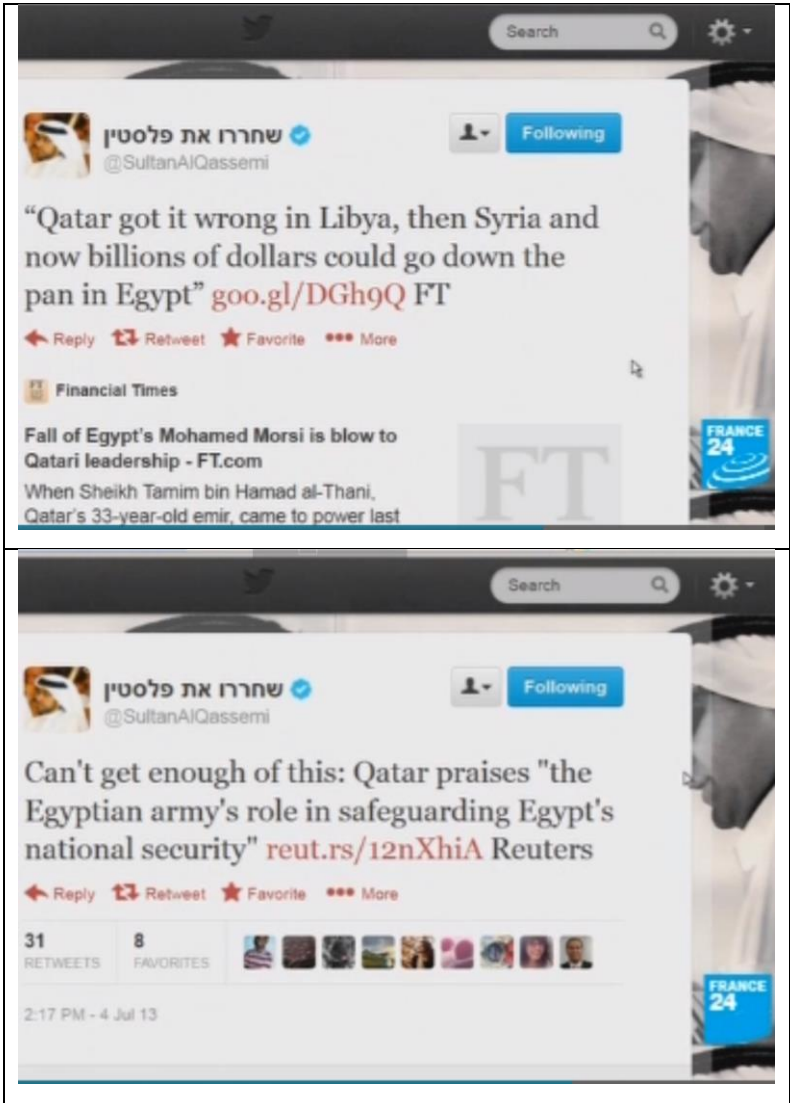 Search
שחררו את פלסטין
Following
@SultanAlQassemi
“Qatar got it wrong in Libya, then Syria and
now billions of dollars could go down the
pan in Egypt” goo.gl/DGh9Q FT
Reply Retweet Favorite More
FT Financial Times
Fall of Egypt's Mohamed Morsi is blow to
Qatari leadership - FT.com
When Sheikh Tamim bin Hamad al-Thani,
Qatar's 33-year-old emir, came to power last
FT
FRANCE
24
Search
שחררו את פלסטין
Following
@SultanAlQassemi
Can't get enough of this: Qatar praises "the
Egyptian army's role in safeguarding Egypt's
national security" reut.rs/12nXhiA Reuters
Reply Retweet Favorite More
31 8
RETWEETS FAVORITES
2:17 PM - 4 Jul 13
FRANCE
24